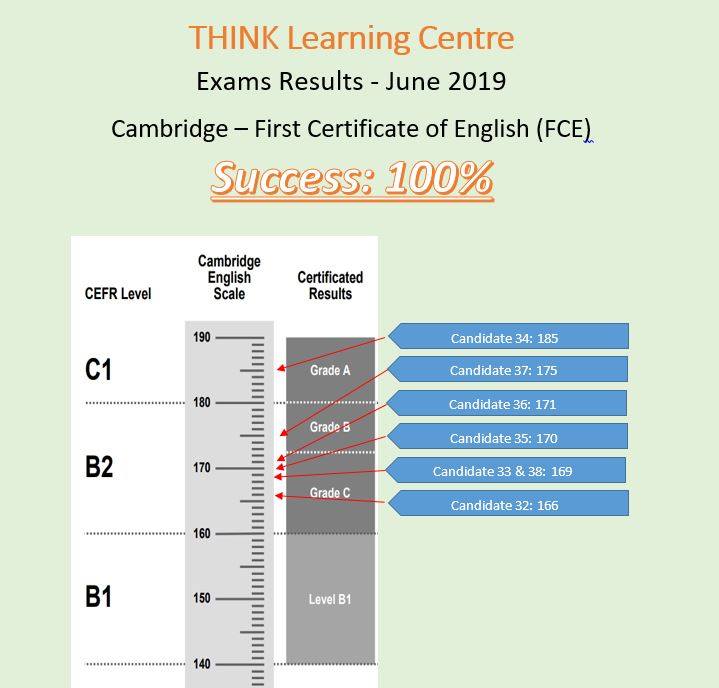 THINK Learning Centre
Exams Results - June 2019
Cambridge – First Certificate of English (FCE)
Success: 100%
CEFR Level
Cambridge
English
Scale
Certificated
Results
190
C1
Grade A
180
Grade B
B2
170
Grade C
160
B1
150
Level B1
140
Candidate 34: 185
Candidate 37: 175
Candidate 36: 171
Candidate 35: 170
Candidate 33 & 38: 169
Candidate 32: 166